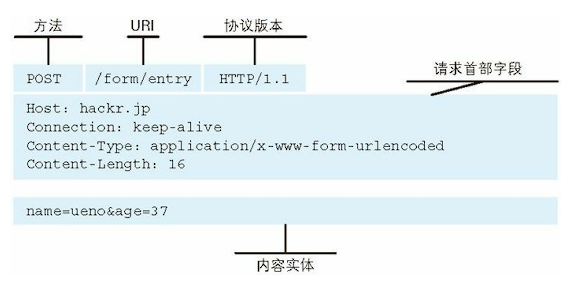 方法 URI 协议版本
POST /form/entry HTTP/1.1
请求首部字段
Host: hackr.jp
Connection: keep-alive
Content-Type: application/x-www-form-urlencoded
Content-Length: 16
name=ueno&age=37
内容实体